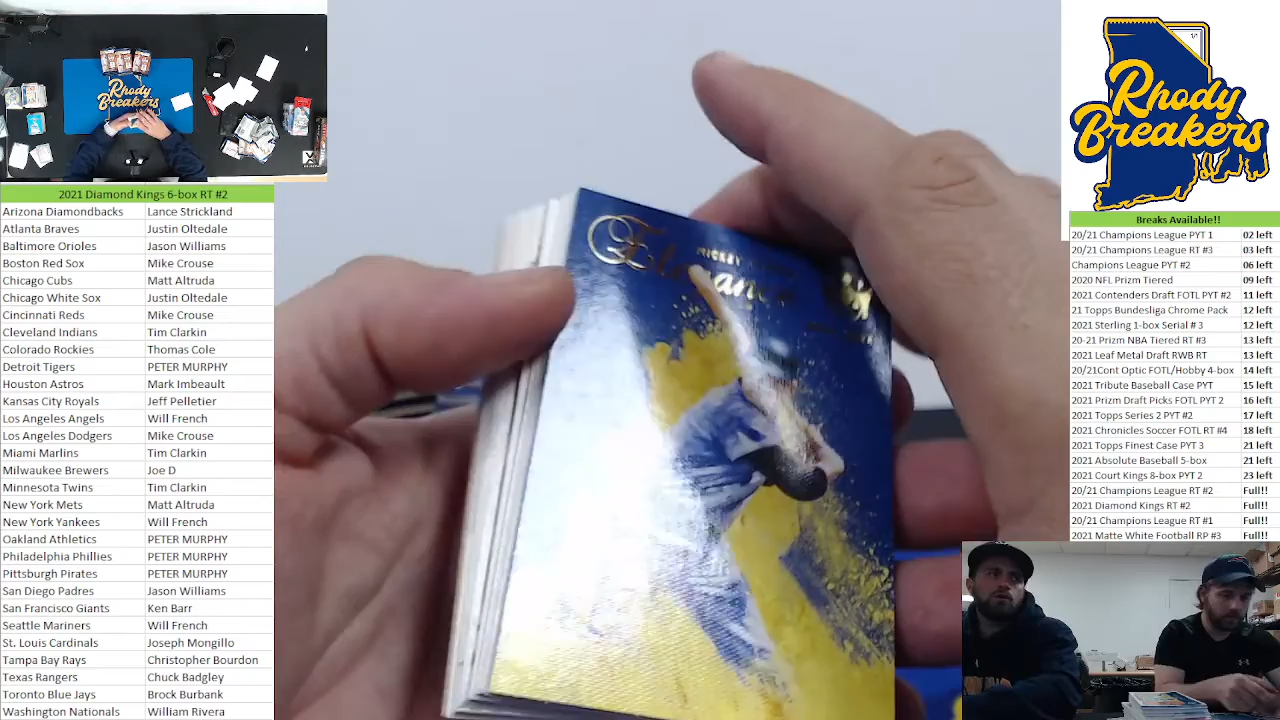 Rhody
Breakers
2021 Diamond Kings 6-box RT #2
Arizona Diamondbacks Lance Strickland
Atlanta Braves Justin Oltedale
Baltimore Orioles Jason Williams
Boston Red Sox Mike Crouse
Chicago Cubs Matt Altruda
Chicago White Sox Justin Oltedale
Cincinnati Reds Mike Crouse
Cleveland Indians Tim Clarkin
Colorado Rockies Thomas Cole
Detroit Tigers PETER MURPHY
Houston Astros Mark Imbeault
Kansas City Royals Jeff Pelletier
Los Angeles Angels Will French
Los Angeles Dodgers Mike Crouse
Miami Marlins Tim Clarkin
Milwaukee Brewers Joe D
Minnesota Twins Tim Clarkin
New York Mets Matt Altruda
New York Yankees Will French
Oakland Athletics PETER MURPHY
Philadelphia Phillies PETER MURPHY
Pittsburgh Pirates PETER MURPHY
San Diego Padres Jason Williams
San Francisco Giants Ken Barr
Seattle Mariners Will French
St. Louis Cardinals Joseph Mongillo
Tampa Bay Rays Christopher Bourdon
Texas Rangers Chuck Badgley
Toronto Blue Jays Brock Burbank
Washington Nationals William Rivera
Elegance
Rhody
Breakers
Breaks Available!!
20/21 Champions League PYT 1 02 left
20/21 Champions League RT #3 03 left
Champions League PYT #2 06 left
2020 NFL Prizm Tiered 09 left
2021 Contenders Draft FOTL PYT #2 11 left
21 Topps Bundesliga Chrome Pack 12 left
2021 Sterling 1-box Serial # 3 12 left
20-21 Prizm NBA Tiered RT #3 13 left
2021 Leaf Metal Draft RWB RT 13 left
20/21Cont Optic FOTL/Hobby 4-box 14 left
2021 Tribute Baseball Case PYT 15 left
2021 Prizm Draft Picks FOTL PYT 2 16 left
2021 Topps Series 2 PYT #2 17 left
2021 Chronicles Soccer FOTL RT #4 18 left
2021 Topps Finest Case PYT 3 21 left
2021 Absolute Baseball 5-box 21 left
2021 Court Kings 8-box PYT 2 23 left
20/21 Champions League RT #2 Full!!
2021 Diamond Kings RT #2 Full!!
20/21 Champions League RT #1 Full!!
2021 Matte White Football RP #3 Full!!